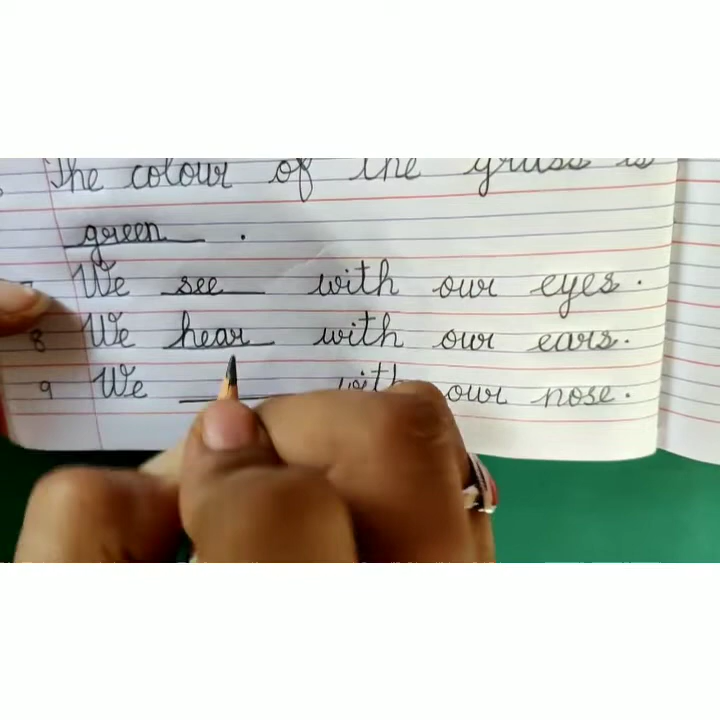 The colour of the grass is
green .
7 We see with our eyes.
8 We hear with our ears.
9 We ____ with our nose.